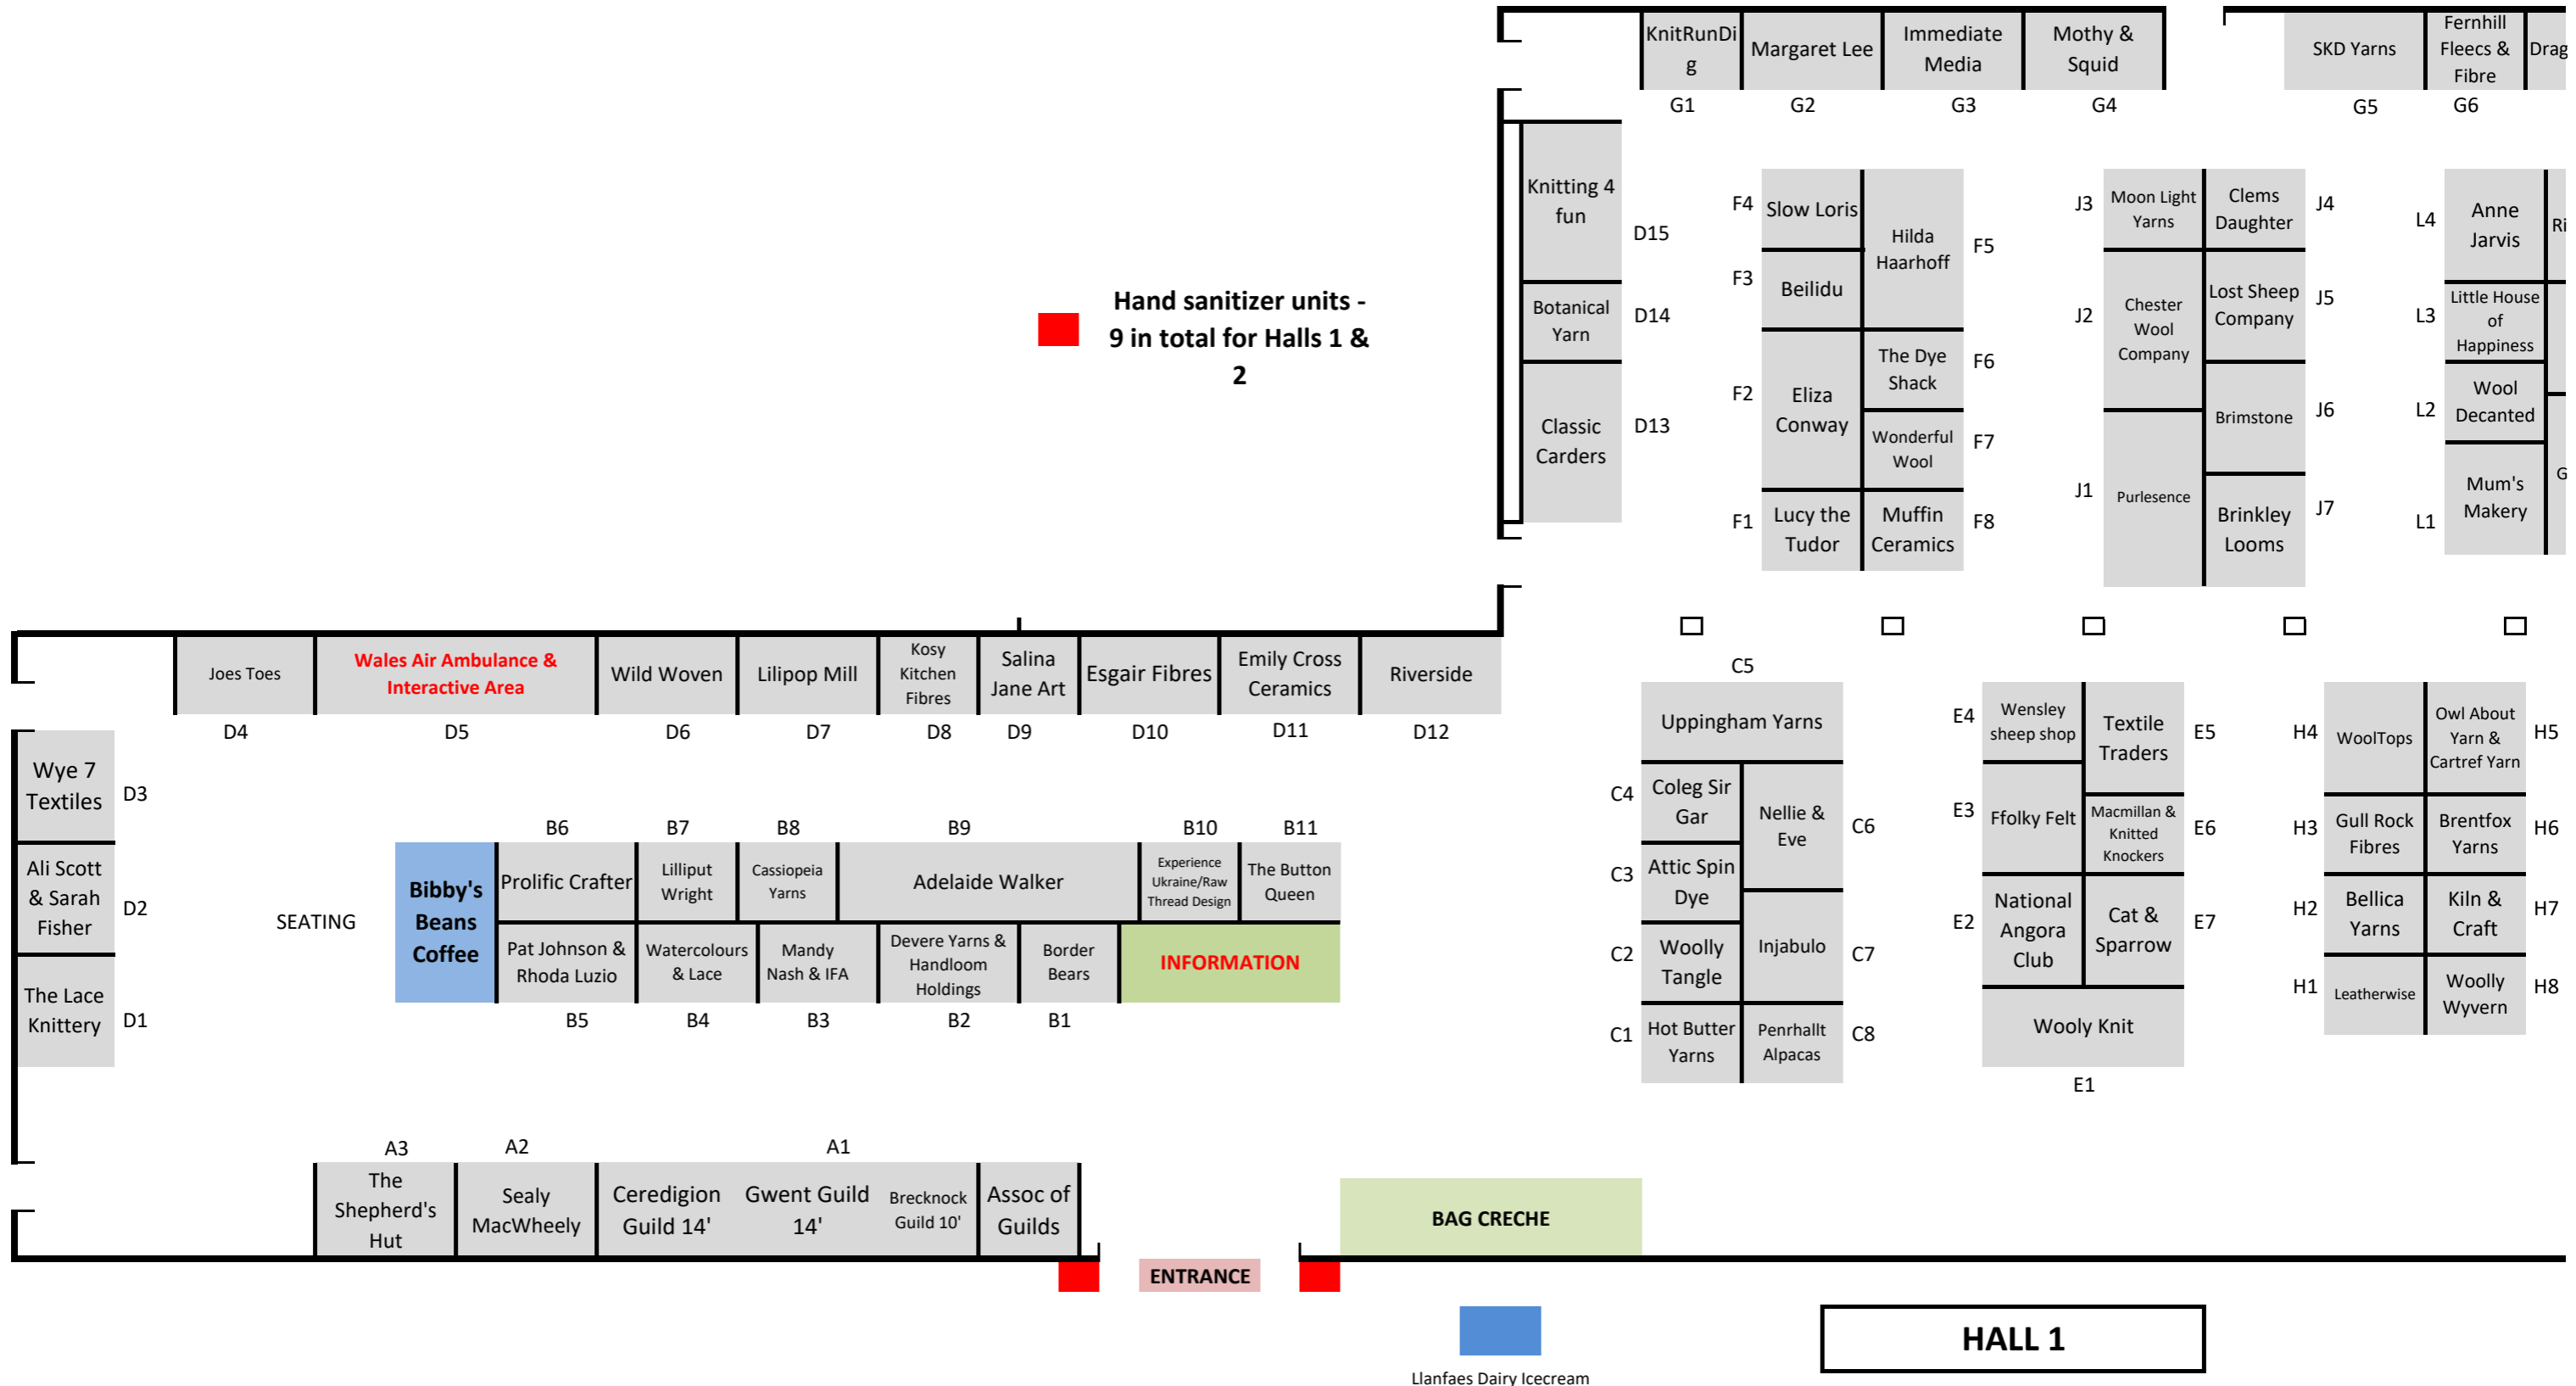 KnitRunDi
g
Margaret Lee
Immediate
Media
Mothy &
Squid
SKD Yarns
Fernhill
Fleecs &
Fibre
Drag
G1
G2
G3
G4
G5
G6
Knitting 4
fun
D15
Botanical
Yarn
D14
Classic
Carders
D13
F4
Slow Loris
F3
Beilidu
F2
Eliza
Conway
F1
Lucy the
Tudor
Hilda
Haarhoff
F5
The Dye
Shack
F6
Wonderful
Wool
F7
Muffin
Ceramics
F8
J3
Moon Light
Yarns
J2
Chester
Wool
Company
J1
Purlesence
Clems
Daughter
J4
Lost Sheep
Company
J5
Brimstone
J6
Brinkley
Looms
J7
L4
Anne
Jarvis
Ri
L3
Little House
of
Happiness
L2
Wool
Decanted
L1
Mum's
Makery
G
Hand sanitizer units -
9 in total for Halls 1 &
2
Joes Toes
Wales Air Ambulance &
Interactive Area
Wild Woven
Lilipop Mill
Kosy
Kitchen
Fibres
Salina
Jane Art
Esgair Fibres
Emily Cross
Ceramics
Riverside
D4
D5
D6
D7
D8
D9
D10
D11
D12
Wye 7
Textiles
D3
Ali Scott
& Sarah
Fisher
D2
The Lace
Knittery
D1
SEATING
Bibby's
Beans
Coffee
B6
B7
B8
B9
B10
B11
Prolific Crafter
Lilliput
Wright
Cassiopeia
Yarns
Adelaide Walker
Experience
Ukraine/Raw
Thread Design
The Button
Queen
Pat Johnson &
Rhoda Luzio
Watercolours
& Lace
Mandy
Nash & IFA
Devere Yarns &
Handloom
Holdings
Border
Bears
INFORMATION
B5
B4
B3
B2
B1
C5
Uppingham Yarns
C4
Coleg Sir
Gar
C3
Attic Spin
Dye
C2
Woolly
Tangle
C1
Hot Butter
Yarns
Nellie &
Eve
C6
Injabulo
C7
Penrhallt
Alpacas
C8
E4
Wensley
sheep shop
E3
Ffolky Felt
E2
National
Angora
Club
Textile
Traders
E5
Macmillan &
Knitted
Knockers
E6
Cat &
Sparrow
E7
Wooly Knit
E1
H4
WoolTops
H3
Gull Rock
Fibres
H2
Bellica
Yarns
H1
Leatherwise
Owl About
Yarn &
Cartref Yarn
H5
Brentfox
Yarns
H6
Kiln &
Craft
H7
Woolly
Wyvern
H8
A3
A2
A1
The
Shepherd's
Hut
Sealy
MacWheely
Ceredigion
Guild 14'
Gwent Guild
14'
Brecknock
Guild 10'
Assoc of
Guilds
BAG CRECHE
ENTRANCE
Llanfaes Dairy Icecream
HALL 1